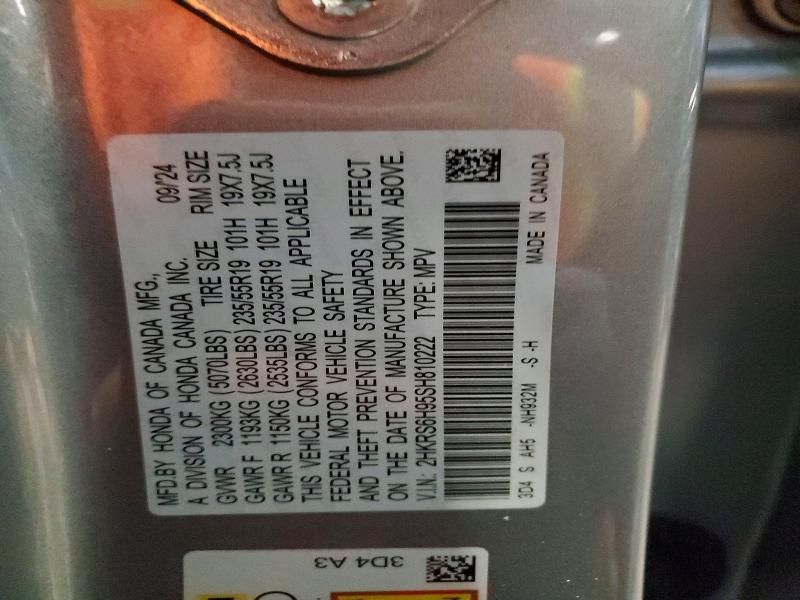 MFD.BY HONDA OF CANADA MFG., 09/24
A DIVISION OF HONDA CANADA INC.
TIRE SIZE RIM SIZE
GVWR 2300KG (5070LBS)
GAWR F 1193KG (2630LBS) 235/55R19 101H 19X7.5J
GAWR R 1150KG (2535LBS) 235/55R19 101H 19X7.5J
THIS VEHICLE CONFORMS TO ALL APPLICABLE
FEDERAL MOTOR VEHICLE SAFETY
AND THEFT PREVENTION STANDARDS IN EFFECT
ON THE DATE OF MANUFACTURE SHOWN ABOVE.
V.I.N.: 2HKRS6H95SH810222 TYPE: MPV
3D4 S AH5 -NH932M -S -H MADE IN CANADA
3D4 A3